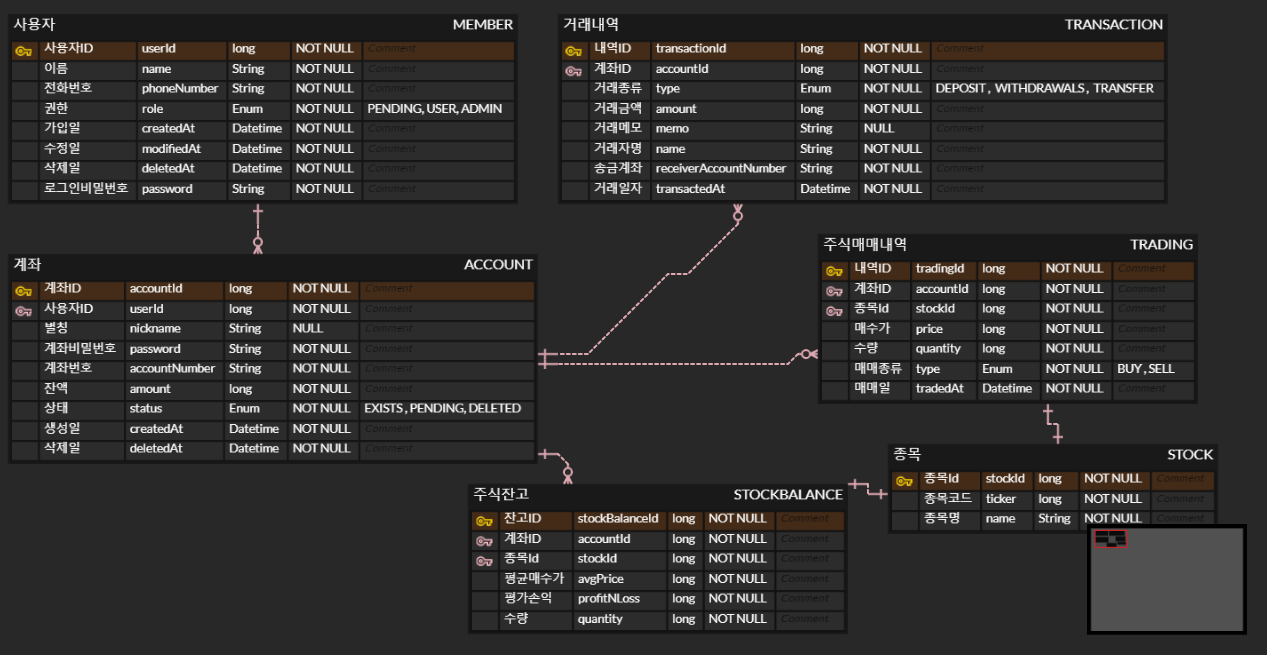 사용자 MEMBER
사용자ID userId long NOT NULL Comment
이름 name String NOT NULL Comment
전화번호 phoneNumber String NOT NULL Comment
권한 role Enum NOT NULL PENDING, USER, ADMIN
가입일 createdAt Datetime NOT NULL Comment
수정일 modifiedAt Datetime NOT NULL Comment
삭제일 deletedAt Datetime NOT NULL Comment
로그인비밀번호 password String NOT NULL Comment
거래내역 TRANSACTION
내역ID transactionId long NOT NULL Comment
계좌ID accountId long NOT NULL Comment
거래종류 type Enum NOT NULL DEPOSIT , WITHDRAWALS , TRANSFER
거래금액 amount long NOT NULL Comment
거래메모 memo String NULL Comment
거래자명 name String NOT NULL Comment
송금계좌 receiverAccountNumber String NOT NULL Comment
거래일자 transactedAt Datetime NOT NULL Comment
계좌 ACCOUNT
계좌ID accountId long NOT NULL Comment
사용자ID userId long NOT NULL Comment
별칭 nickname String NULL Comment
계좌비밀번호 password String NOT NULL Comment
계좌번호 accountNumber String NOT NULL Comment
잔액 amount long NOT NULL Comment
상태 status Enum NOT NULL EXISTS , PENDING, DELETED
생성일 createdAt Datetime NOT NULL Comment
삭제일 deletedAt Datetime NOT NULL Comment
주식매매내역 TRADING
내역ID tradingId long NOT NULL Comment
계좌ID accountId long NOT NULL Comment
종목Id stockId long NOT NULL Comment
매수가 price long NOT NULL Comment
수량 quantity long NOT NULL Comment
매매종류 type Enum NOT NULL BUY , SELL
매매일 tradedAt Datetime NOT NULL Comment
종목 STOCK
종목Id stockId long NOT NULL Comment
종목코드 ticker long NOT NULL Comment
종목명 name String NOT NULL Comment
주식잔고 STOCKBALANCE
잔고ID stockBalanceId long NOT NULL Comment
계좌ID accountId long NOT NULL Comment
종목Id stockId long NOT NULL Comment
평균매수가 avgPrice long NOT NULL Comment
평가손익 profitNLoss long NOT NULL Comment
수량 quantity long NOT NULL Comment